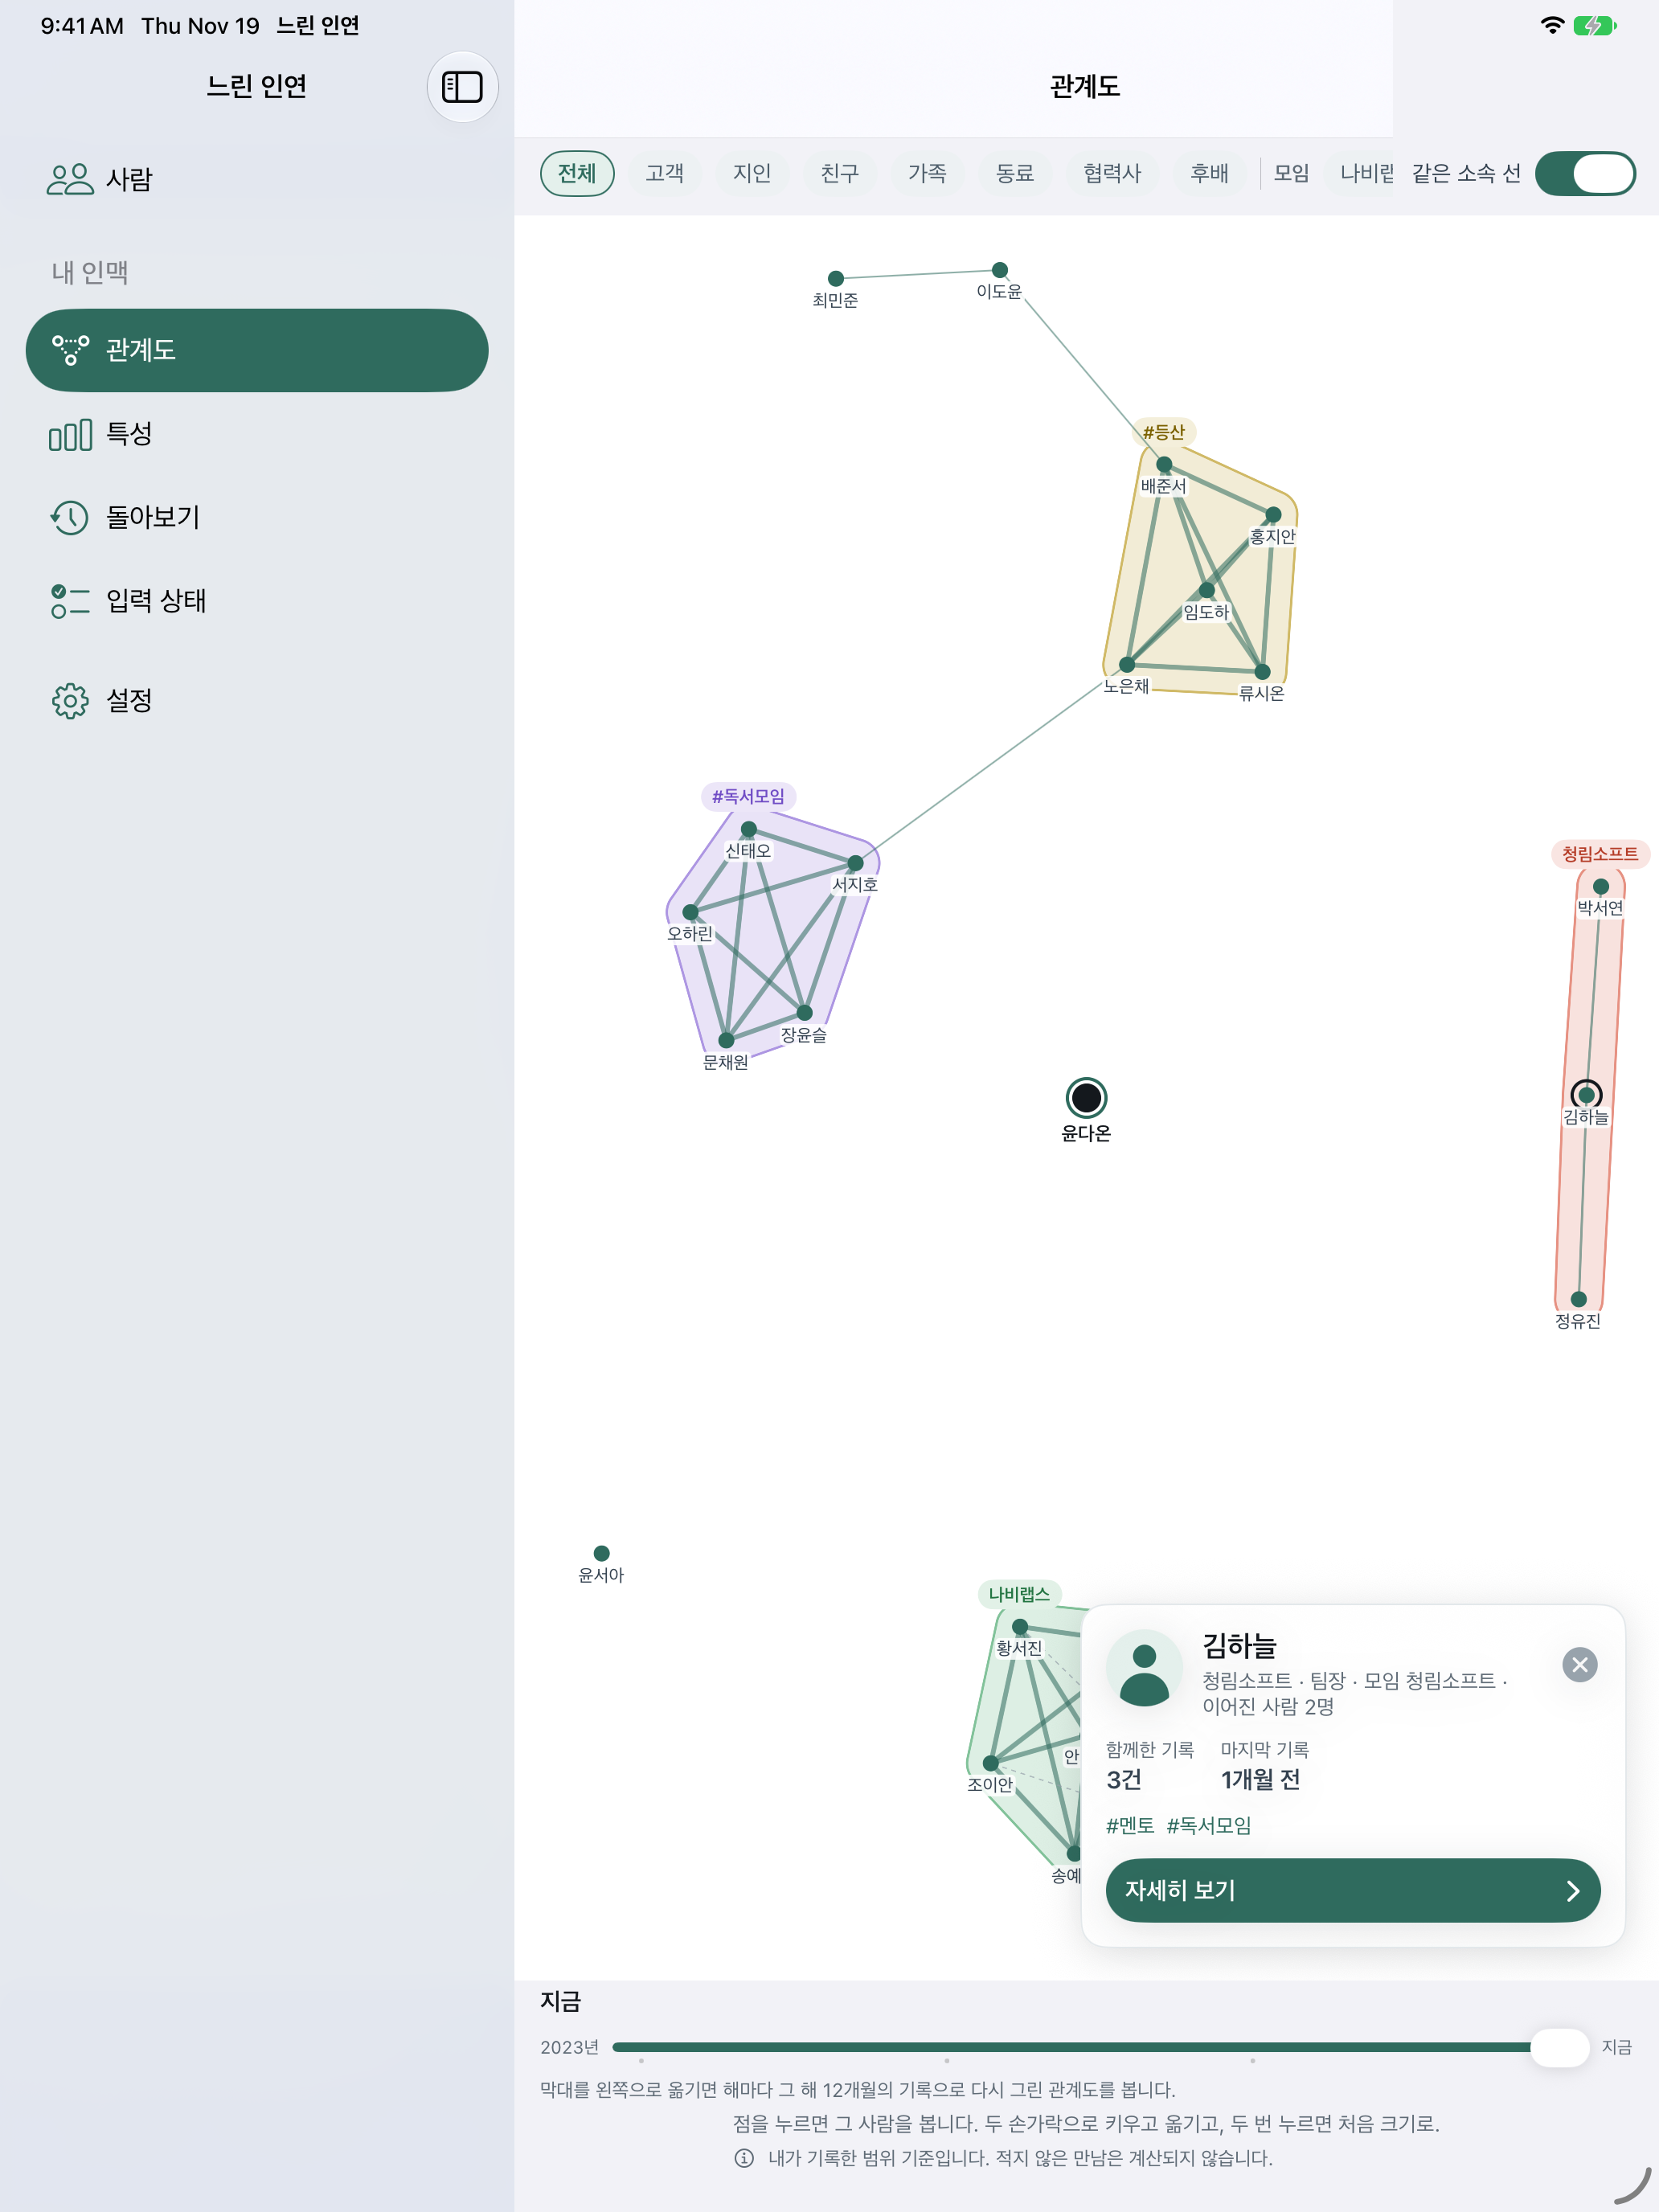 9:41 AM Thu Nov 19 느린 인연
느린 인연
사람
내 인맥
관계도
특성
돌아보기
입력 상태
설정
관계도
전체 고객 지인 친구 가족 동료 협력사 후배 모임 같은 소속 선
최민준
이도윤
#등산
배준서
홍지안
임도하
노은채
류시온
#독서모임
신태오
서지호
오하린
장윤슬
문채원
청림소프트
박서연
김하늘
정유진
윤다온
윤서아
나비랩스
황서진
안
조이안
송예
김하늘
청림소프트 · 팀장 · 모임 청림소프트 ·
이어진 사람 2명
함께한 기록 마지막 기록
3건 1개월 전
#멘토 #독서모임
자세히 보기
지금
2023년 지금
막대를 왼쪽으로 옮기면 해마다 그 해 12개월의 기록으로 다시 그린 관계도를 봅니다.
점을 누르면 그 사람을 봅니다. 두 손가락으로 키우고 옮기고, 두 번 누르면 처음 크기로.
내가 기록한 범위 기준입니다. 적지 않은 만남은 계산되지 않습니다.